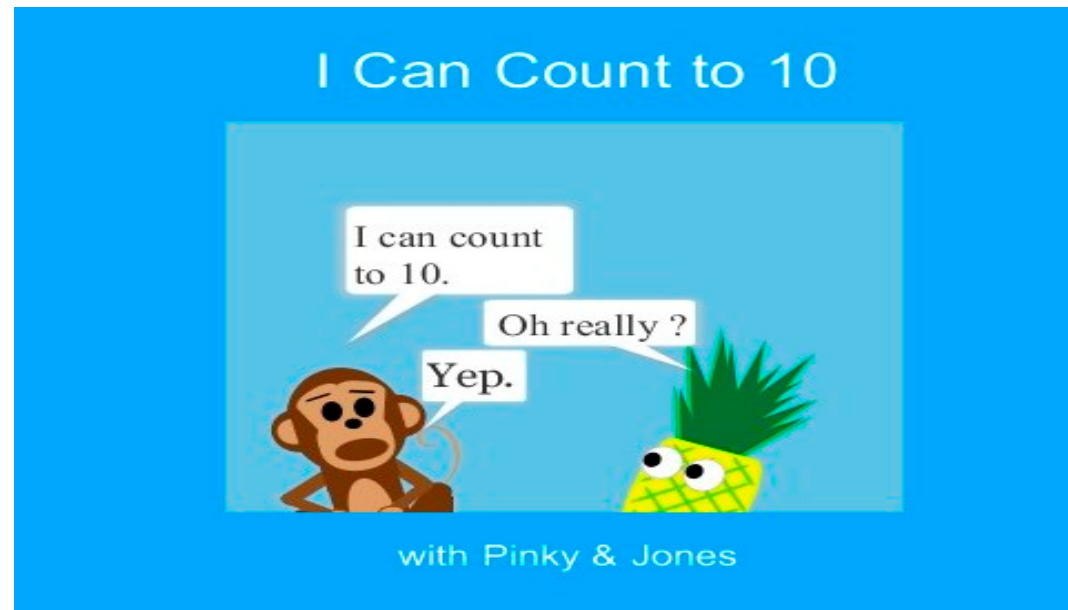 I Can Count to 10
I can count
to 10.
Oh really ?
Yep.
with Pinky & Jones